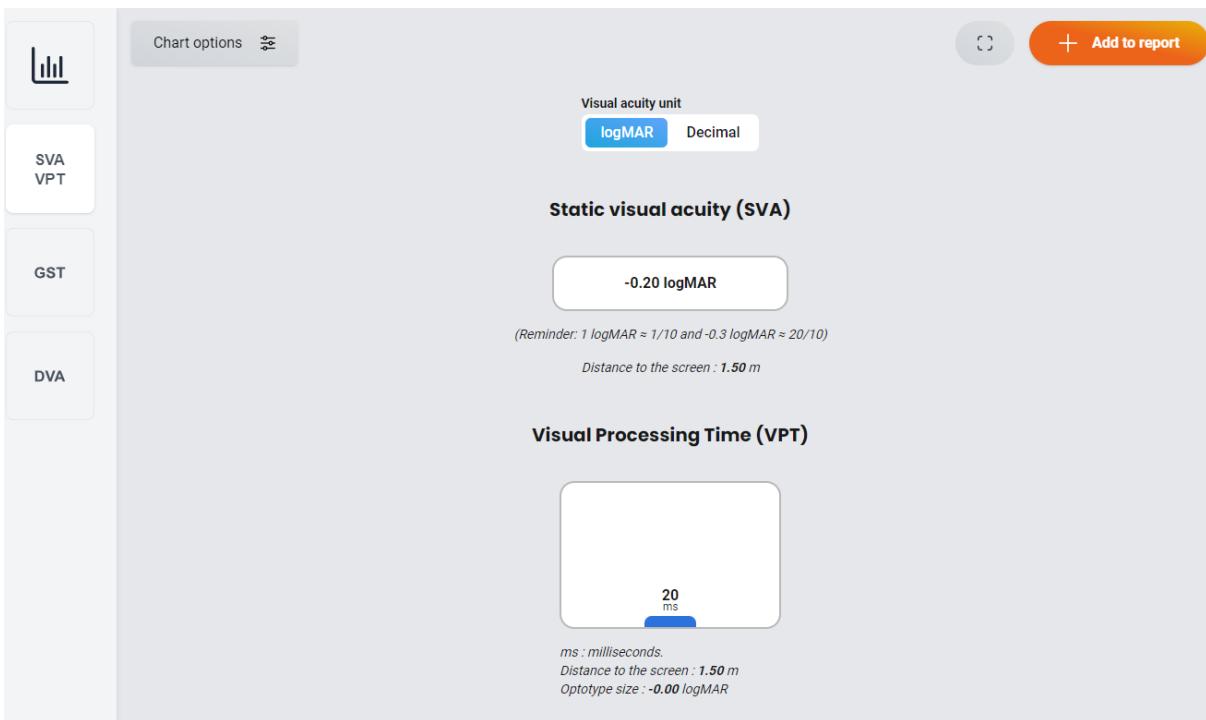 Chart options
Add to report
Visual acuity unit
logMAR Decimal
SVA
VPT
Static visual acuity (SVA)
GST
-0.20 logMAR
(Reminder: 1 logMAR ≈ 1/10 and -0.3 logMAR ≈ 20/10)
Distance to the screen : 1.50 m
DVA
Visual Processing Time (VPT)
20
ms
ms : milliseconds.
Distance to the screen : 1.50 m
Optotype size : -0.00 logMAR